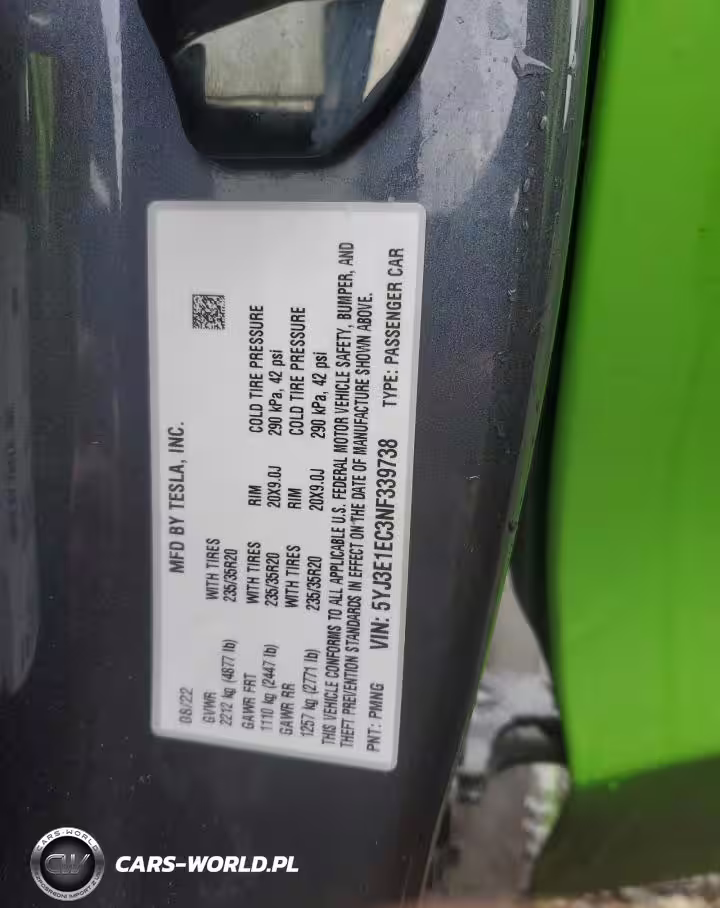 MFD BY TESLA, INC.
08/22
GVWR WITH TIRES
2212 kg (4877 lb) 235/35R20
GAWR FRT WITH TIRES RIM COLD TIRE PRESSURE
1110 kg (2447 lb) 235/35R20 20X9.0J 290 kPa, 42 psi
GAWR RR WITH TIRES RIM COLD TIRE PRESSURE
1257 kg (2771 lb) 235/35R20 20X9.0J 290 kPa, 42 psi
THIS VEHICLE CONFORMS TO ALL APPLICABLE U.S. FEDERAL MOTOR VEHICLE SAFETY, BUMPER, AND
THEFT PREVENTION STANDARDS IN EFFECT ON THE DATE OF MANUFACTURE SHOWN ABOVE.
PNT: PMNG VIN: 5YJ3E1EC3NF339738 TYPE: PASSENGER CAR
CARS-WORLD
CW
CARS-WORLD.PL